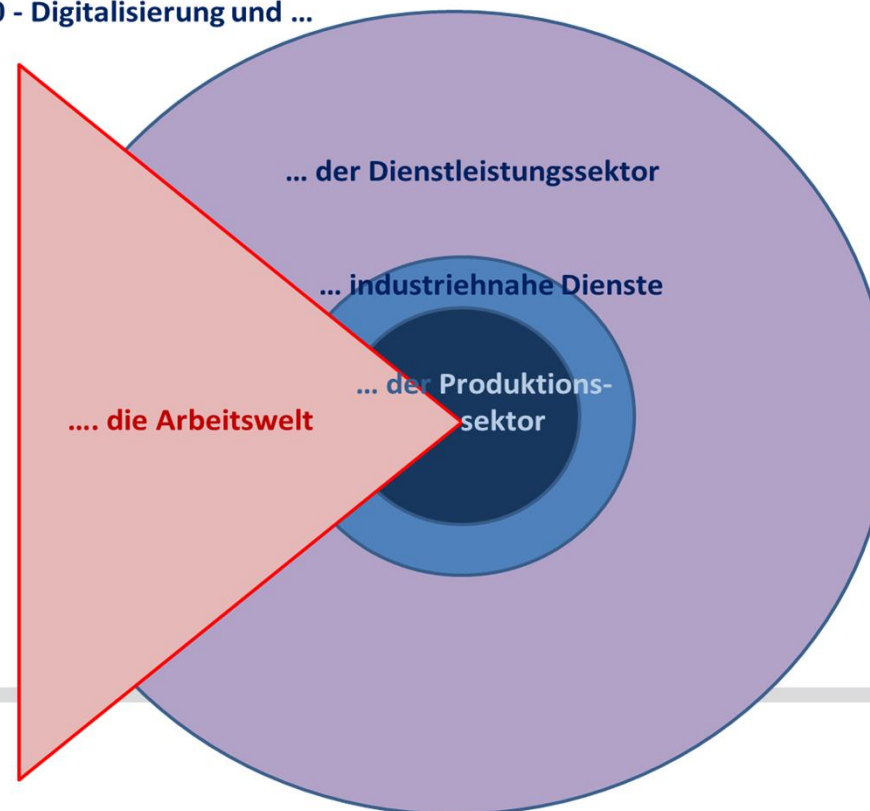 0 - Digitalisierung und ...
... der Dienstleistungssektor
... industriehnahe Dienste
... der Produktions-
sektor
.... die Arbeitswelt